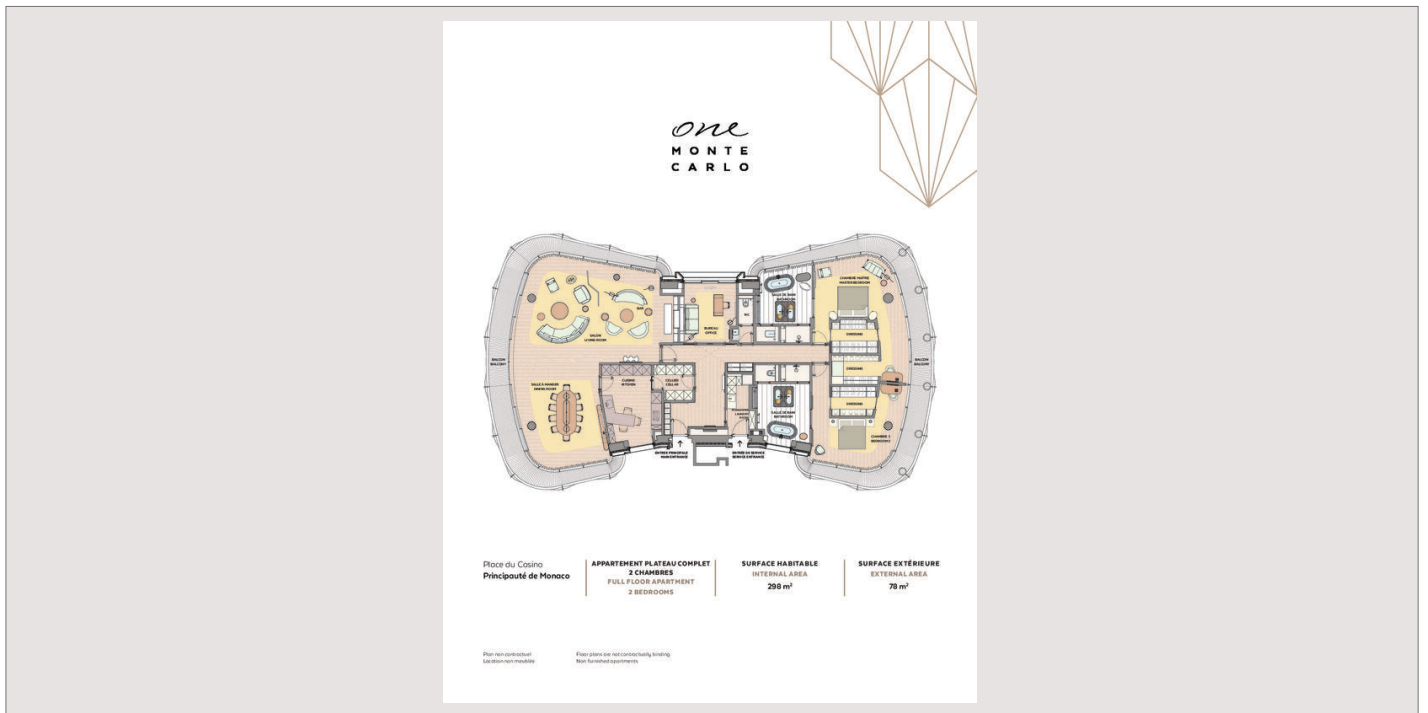 one
MONTE
CARLO
CHAMBRE MAITRE
MASTER BEDROOM
SALLE DE BAIN
BATHROOM
BAR
WC
BUREAU
OFFICE
SALON
LIVING ROOM
DRESSING
BALCON
BALCONY
BALCON
BALCONY
DRESSING
CUISINE
KITCHEN
CELLIER
CELLAR
SALLE À MANGER
DINING ROOM
DRESSING
SALLE DE BAIN
BATHROOM
LAUNDRY
CHAMBRE 2
BEDROOM 2
ENTRÉE PRINCIPALE
MAIN ENTRANCE
ENTRÉE DE SERVICE
SERVICE ENTRANCE
Place du Casino
Principauté de Monaco
APPARTEMENT PLATEAU COMPLET
2 CHAMBRES
FULL FLOOR APARTMENT
2 BEDROOMS
SURFACE HABITABLE
INTERNAL AREA
298 m²
SURFACE EXTÉRIEURE
EXTERNAL AREA
78 m²
Plan non contractuel
Location non meublée
Floor plans are not contractually binding
Non furnished apartments